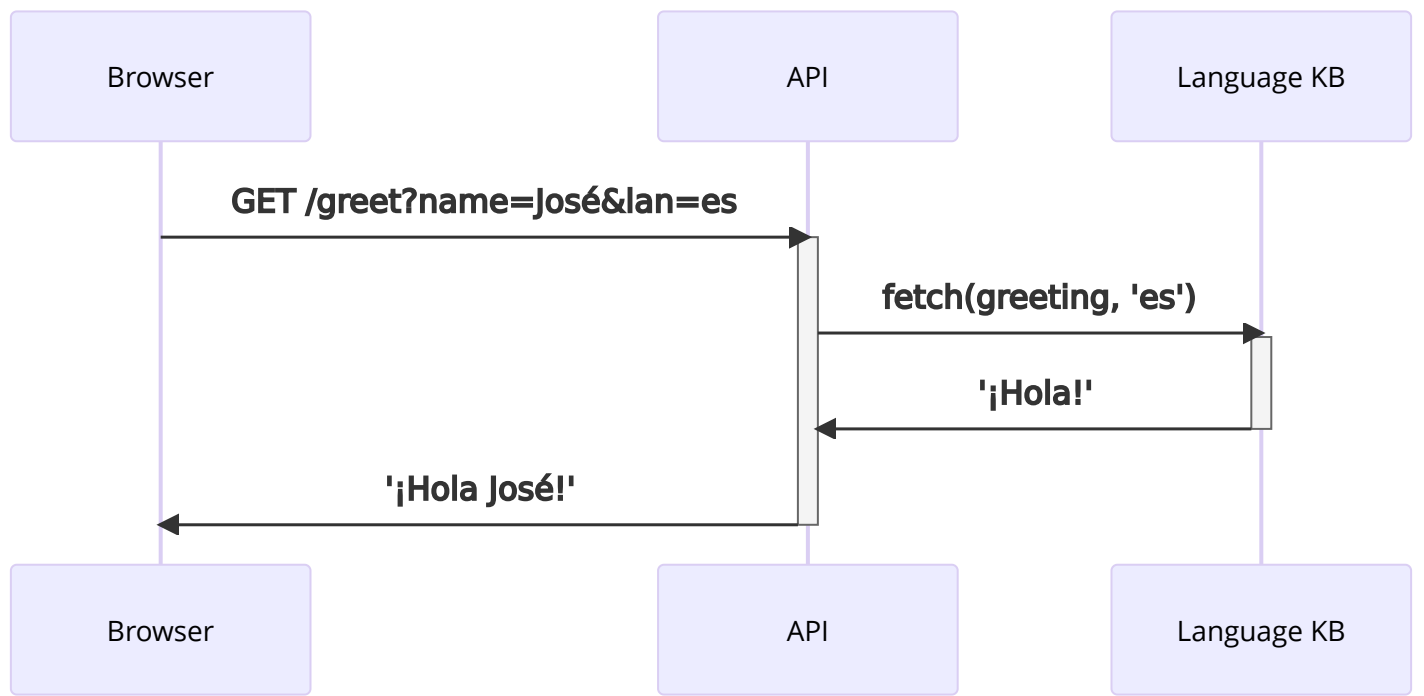 Browser
API
Language KB
GET /greet?name=José&lan=es
fetch(greeting, 'es')
'¡Hola!'
'¡Hola José!'
Browser
API
Language KB